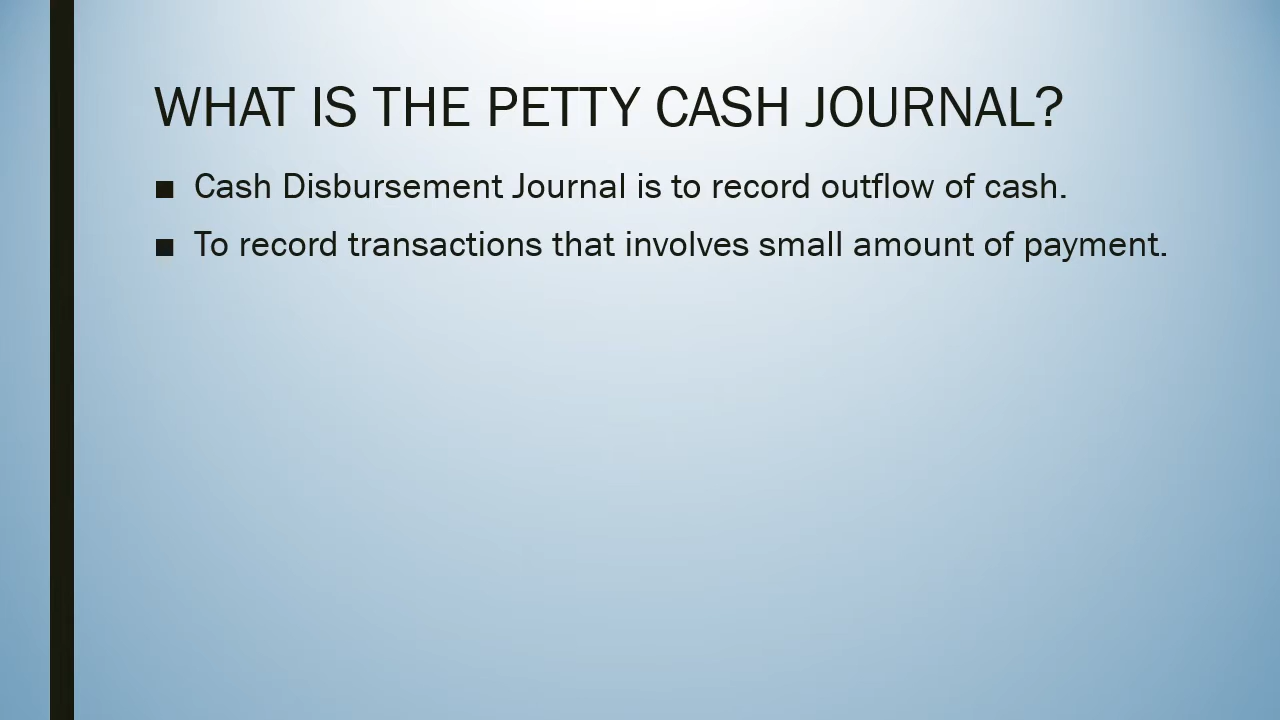 WHAT IS THE PETTY CASH JOURNAL?
■ Cash Disbursement Journal is to record outflow of cash.
■ To record transactions that involves small amount of payment.